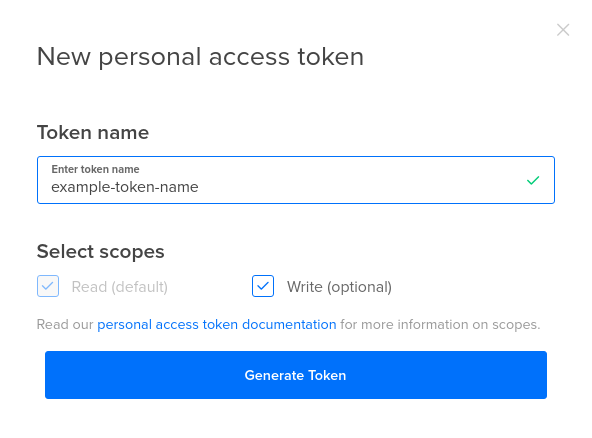 New personal access token
Token name
Enter token name
example-token-name
Select scopes
Read (default)
Write (optional)
Read our personal access token documentation for more information on scopes.
Generate Token